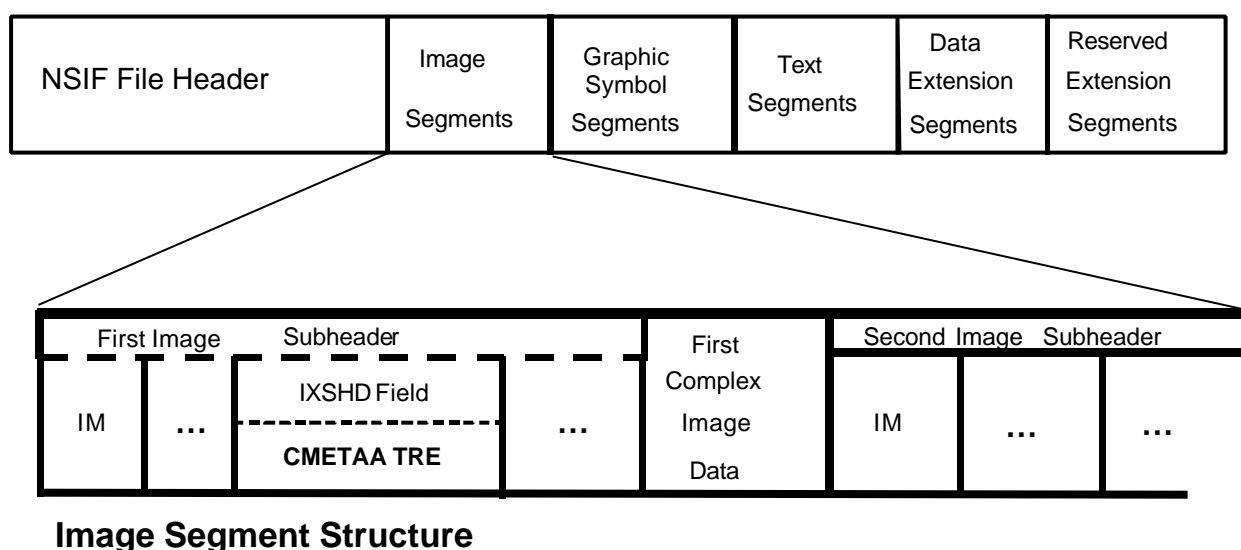 NSIF File Header
Image
Segments
Graphic
Symbol
Segments
Text
Segments
Data
Extension
Segments
Reserved
Extension
Segments
First Image Subheader
IM
...
IXSHD Field
CMETAA TRE
...
First
Complex
Image
Data
Second Image Subheader
IM
...
...
Image Segment Structure